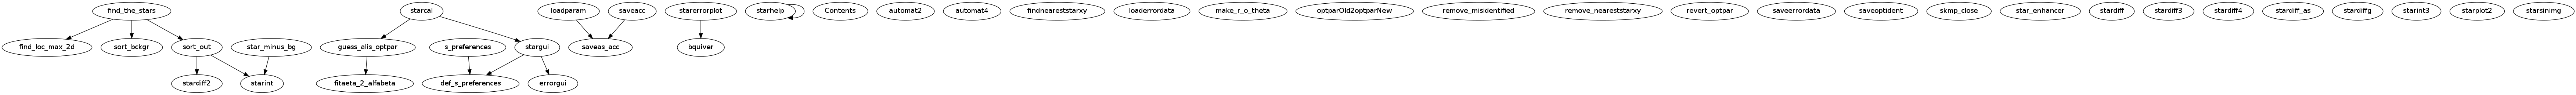 find_the_stars starcal loadparam saveacc starerrorplot starhelp Contents automat2 automat4 findneareststarxy loaderrordata make_r_o_theta optparOld2optparNew remove_misidentified remove_neareststarxy revert_optpar saveerrordata saveoptident skmp_close star_enhancer stardiff stardiff3 stardiff4 stardiff_as stardiffg starint3 starplot2 starsinimg
find_loc_max_2d sort_bckgr sort_out star_minus_bg guess_alis_optpar s_preferences stargui saveas_acc bquiver
stardiff2 starint fitaeta_2_alfabeta def_s_preferences errorgui